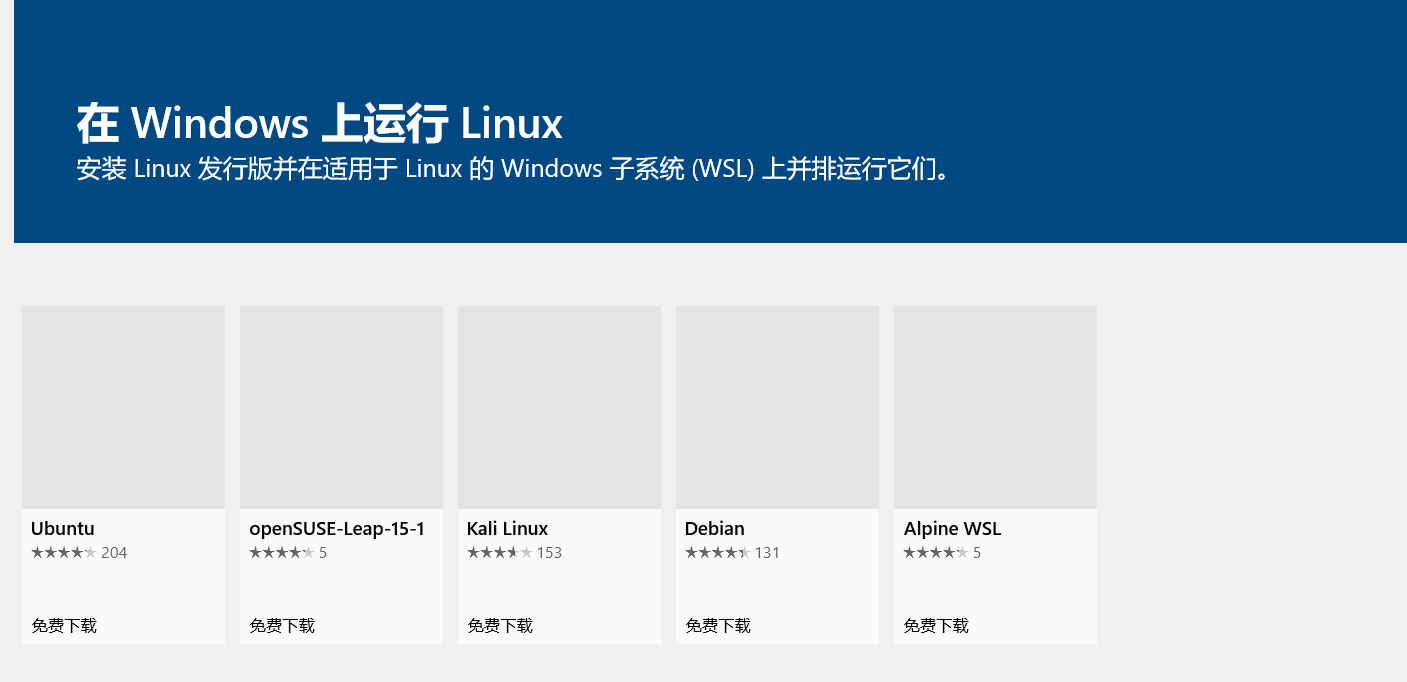 在 Windows 上运行 Linux
安装 Linux 发行版并在适用于 Linux 的 Windows 子系统 (WSL) 上并排运行它们。
Ubuntu
204
免费下载
openSUSE-Leap-15-1
5
免费下载
Kali Linux
153
免费下载
Debian
131
免费下载
Alpine WSL
5
免费下载